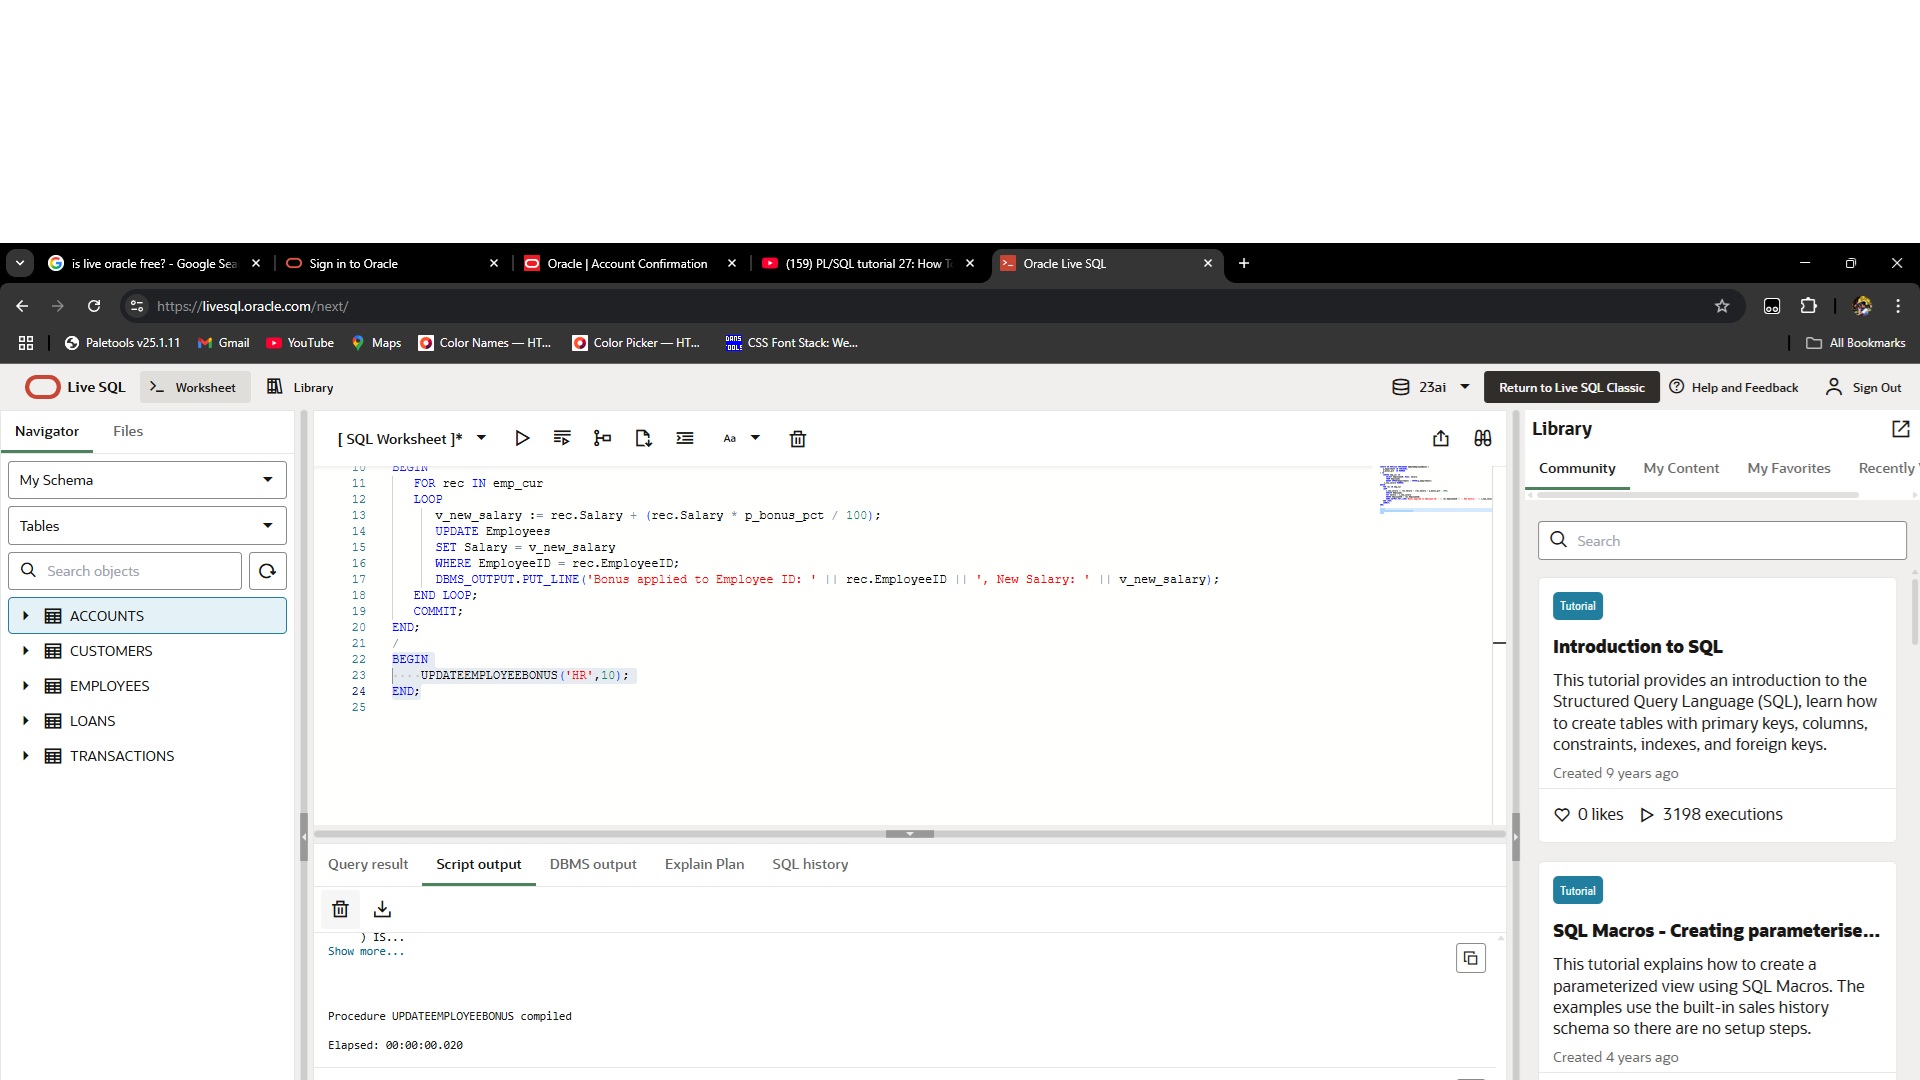 is live oracle free? - Google Sea
Sign in to Oracle
Oracle | Account Confirmation
(159) PL/SQL tutorial 27: How T
Oracle Live SQL
https://livesql.oracle.com/next/
Paletools v25.1.11
Gmail
YouTube
Maps
Color Names — HT...
Color Picker — HT...
CSS Font Stack: We...
All Bookmarks
Live SQL
Worksheet
Library
23ai
Return to Live SQL Classic
Help and Feedback
Sign Out
Navigator
Files
My Schema
Tables
Search objects
ACCOUNTS
CUSTOMERS
EMPLOYEES
LOANS
TRANSACTIONS
[ SQL Worksheet ]*
Aa
10 BEGIN
11 FOR rec IN emp_cur
12 LOOP
13 v_new_salary := rec.Salary + (rec.Salary * p_bonus_pct / 100);
14 UPDATE Employees
15 SET Salary = v_new_salary
16 WHERE EmployeeID = rec.EmployeeID;
17 DBMS_OUTPUT.PUT_LINE('Bonus applied to Employee ID: ' || rec.EmployeeID || ', New Salary: ' || v_new_salary);
18 END LOOP;
19 COMMIT;
20 END;
21 /
22 BEGIN
23 ····UPDATEEMPLOYEEBONUS('HR',10);
24 END;
25
Query result
Script output
DBMS output
Explain Plan
SQL history
) IS...
Show more...
Procedure UPDATEEMPLOYEEBONUS compiled
Elapsed: 00:00:00.020
Library
Community
My Content
My Favorites
Recently V
Search
Tutorial
Introduction to SQL
This tutorial provides an introduction to the
Structured Query Language (SQL), learn how
to create tables with primary keys, columns,
constraints, indexes, and foreign keys.
Created 9 years ago
0 likes
3198 executions
Tutorial
SQL Macros - Creating parameterise...
This tutorial explains how to create a
parameterized view using SQL Macros. The
examples use the built-in sales history
schema so there are no setup steps.
Created 4 years ago